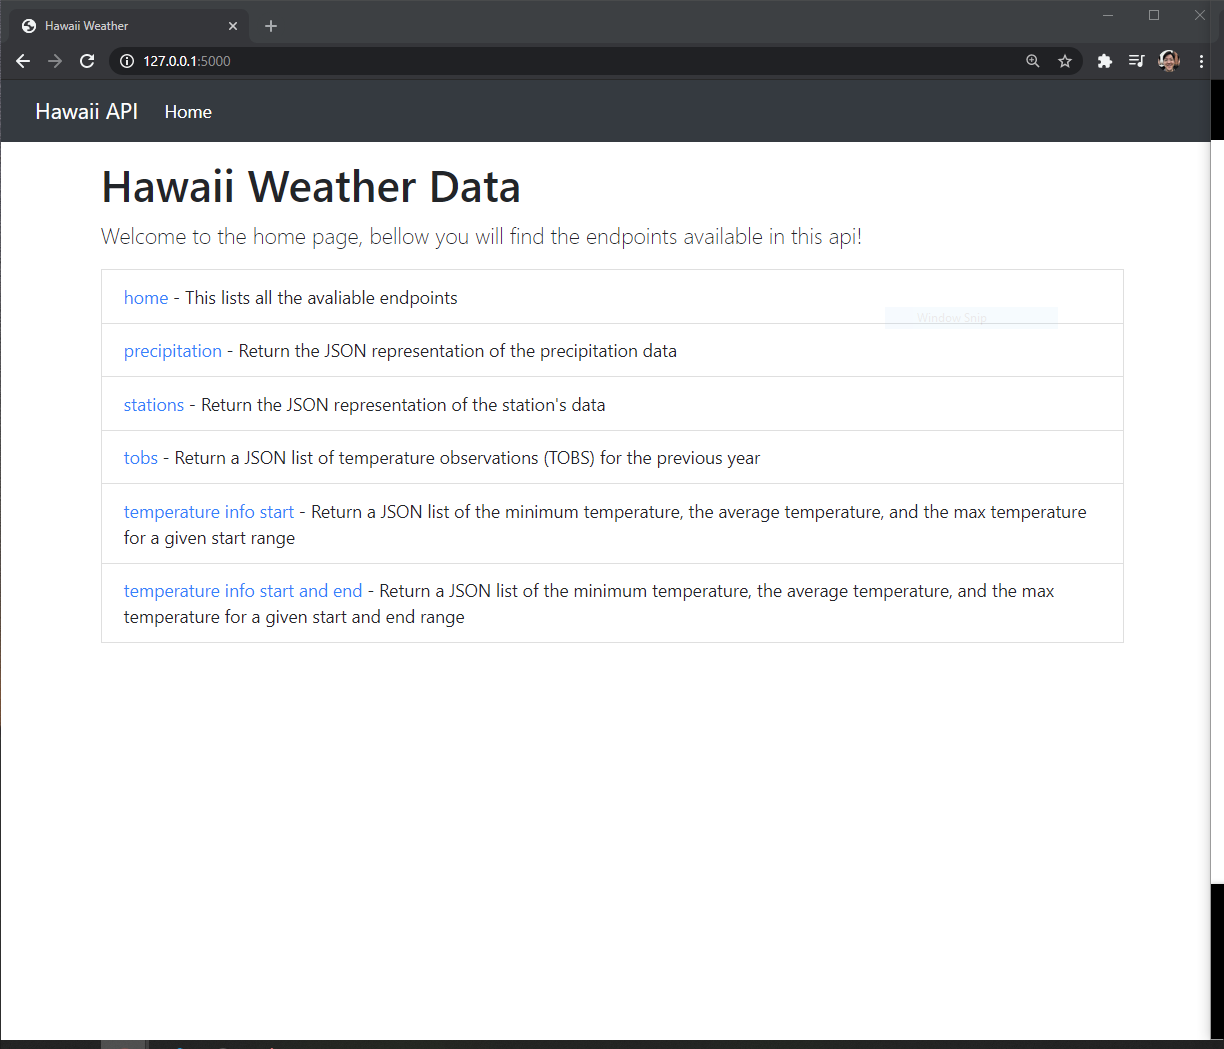 Hawaii Weather
127.0.0.1:5000
Hawaii API Home
Hawaii Weather Data
Welcome to the home page, bellow you will find the endpoints available in this api!
home - This lists all the avaliable endpoints
Window Snip
precipitation - Return the JSON representation of the precipitation data
stations - Return the JSON representation of the station's data
tobs - Return a JSON list of temperature observations (TOBS) for the previous year
temperature info start - Return a JSON list of the minimum temperature, the average temperature, and the max temperature
for a given start range
temperature info start and end - Return a JSON list of the minimum temperature, the average temperature, and the max
temperature for a given start and end range